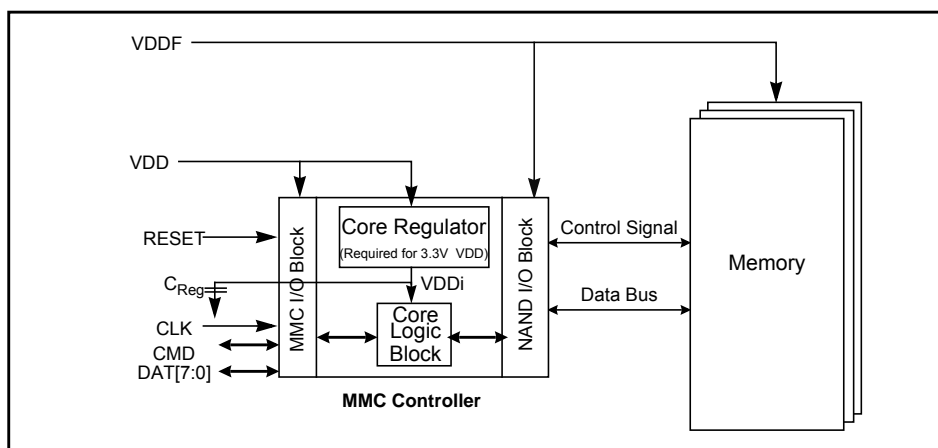 VDDF
VDD
RESET
CReg
CLK
CMD
DAT[7:0]
MMC I/O Block
Core Regulator
(Required for 3.3V VDD)
VDDi
Core
Logic
Block
NAND I/O Block
MMC Controller
Control Signal
Data Bus
Memory